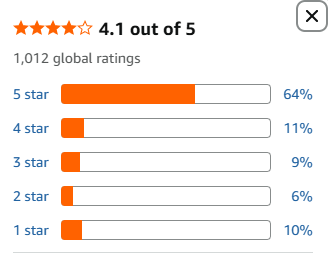 4.1 out of 5
1,012 global ratings
5 star 64%
4 star 11%
3 star 9%
2 star 6%
1 star 10%